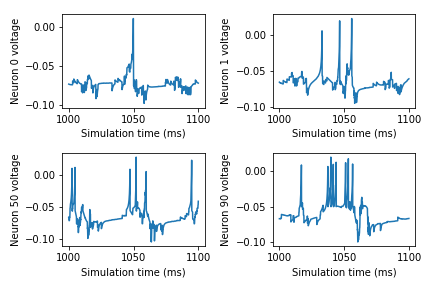 Neuron 0 voltage
0.00
−0.05
−0.10
1000 1050 1100
Simulation time (ms)
Neuron 1 voltage
0.00
−0.05
−0.10
1000 1050 1100
Simulation time (ms)
Neuron 50 voltage
0.00
−0.05
−0.10
1000 1050 1100
Simulation time (ms)
Neuron 90 voltage
0.00
−0.05
−0.10
1000 1050 1100
Simulation time (ms)